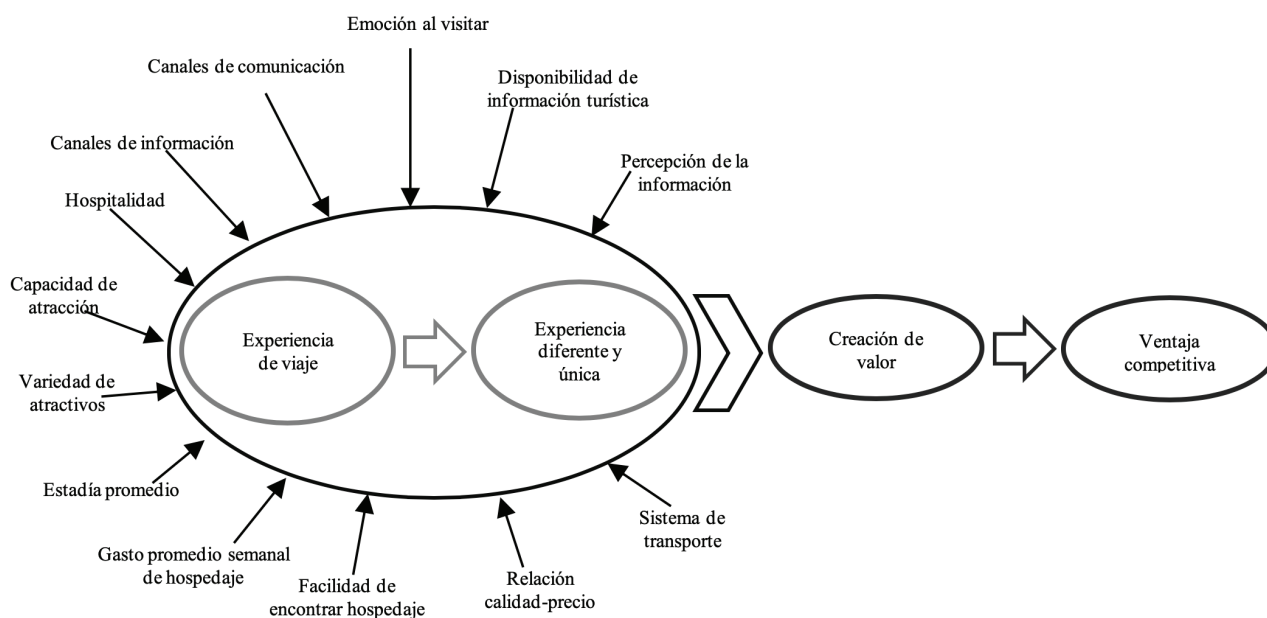 Emoción al visitar
Canales de comunicación
Disponibilidad de
información turística
Canales de información
Percepción de la
información
Hospitalidad
Capacidad de
atracción
Variedad de
atractivos
Estadía promedio
Gasto promedio semanal
de hospedaje
Facilidad de
encontrar hospedaje
Relación
calidad-precio
Sistema de
transporte
Experiencia
de viaje
Experiencia
diferente y
única
Creación de
valor
Ventaja
competitiva